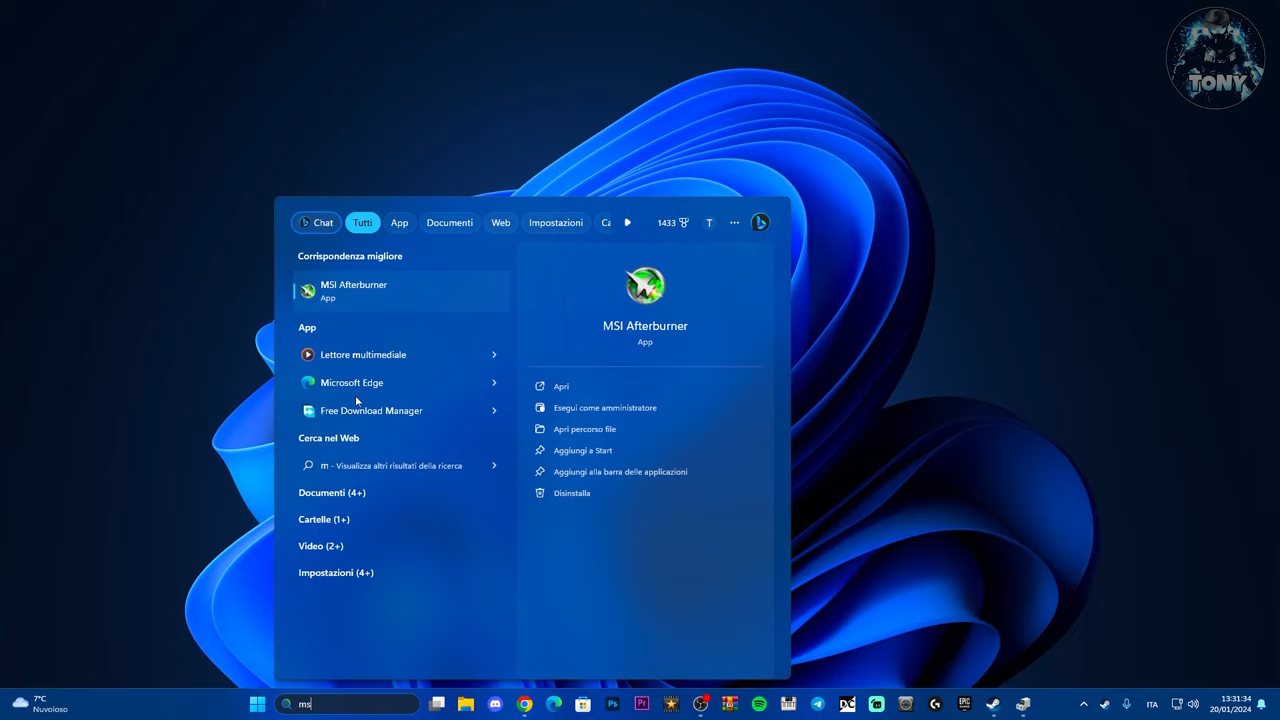 TONY
Chat
Tutti
App
Documenti
Web
Impostazioni
Ca
1433
T
Corrispondenza migliore
MSI Afterburner
App
App
Lettore multimediale
Microsoft Edge
Free Download Manager
Cerca nel Web
m - Visualizza altri risultati della ricerca
Documenti (4+)
Cartelle (1+)
Video (2+)
Impostazioni (4+)
MSI Afterburner
App
Apri
Esegui come amministratore
Apri percorso file
Aggiungi a Start
Aggiungi alla barra delle applicazioni
Disinstalla
7°C
Nuvoloso
ms
Ps
Pr
EPIC
ITA
13:31:34
20/01/2024